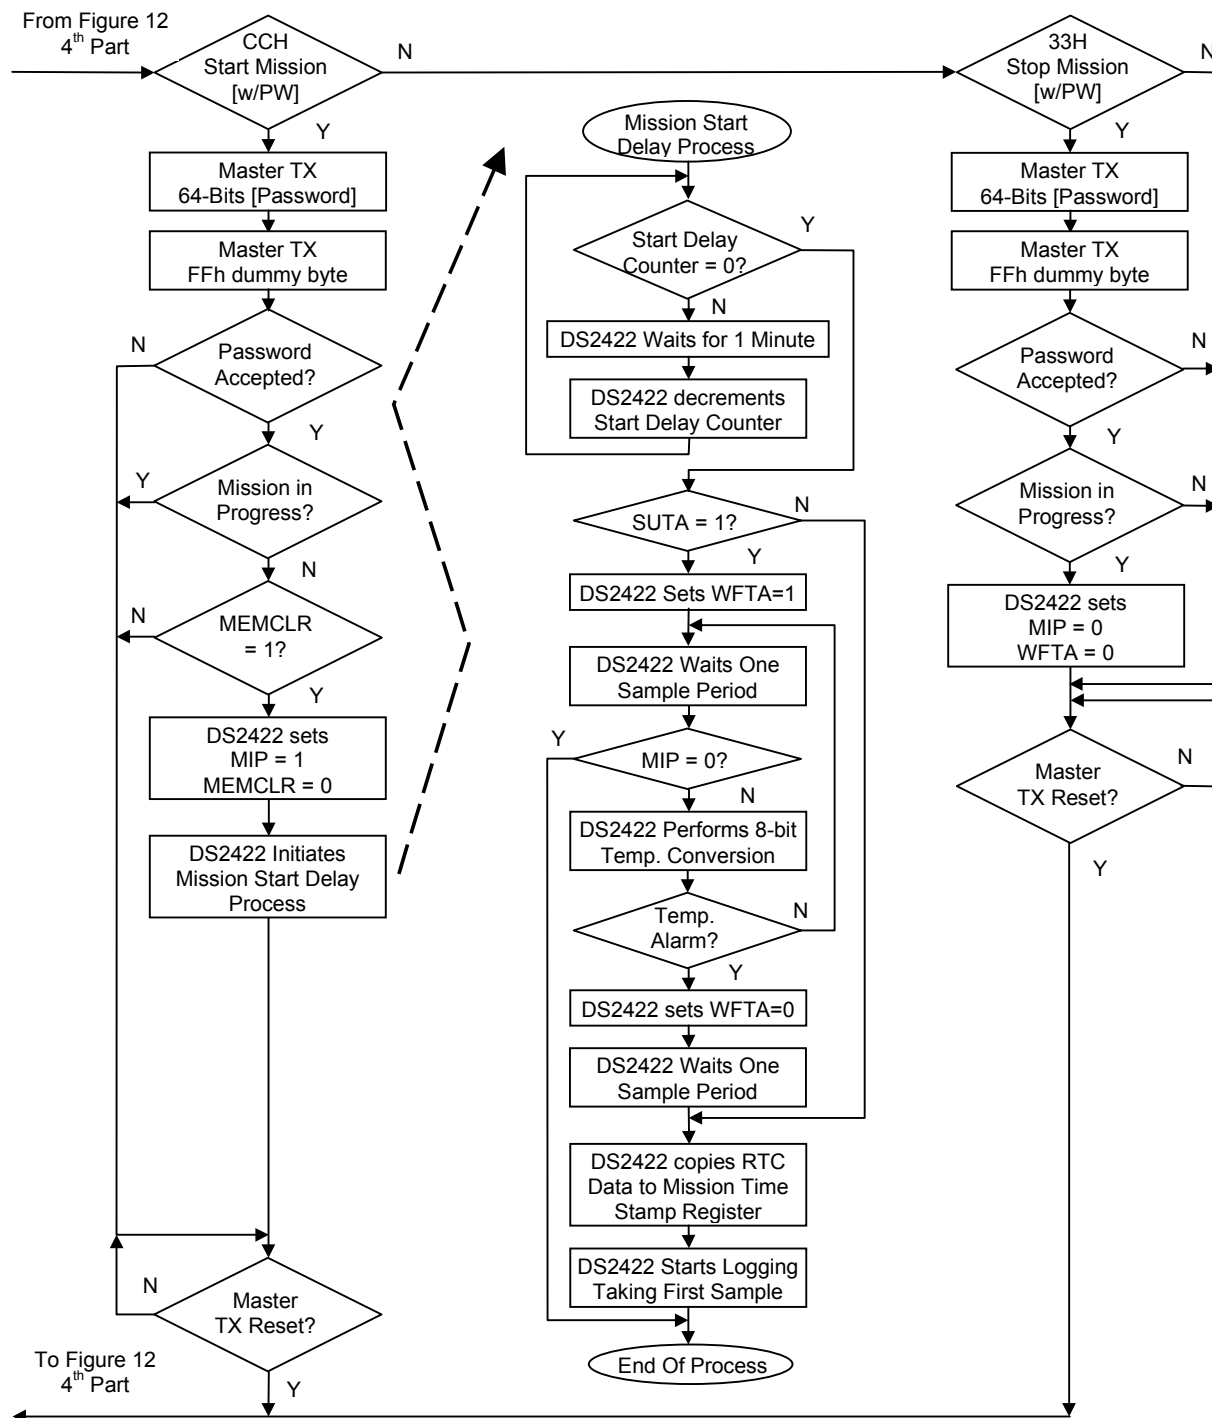 From Figure 12
4th Part
CCH
Start Mission
[w/PW]
N
Y
Master TX
64-Bits [Password]
Master TX
FFh dummy byte
N
Password
Accepted?
Y
Y
Mission in
Progress?
N
N
MEMCLR
= 1?
Y
DS2422 sets
MIP = 1
MEMCLR = 0
DS2422 Initiates
Mission Start Delay
Process
N
Master
TX Reset?
Y
To Figure 12
4th Part
Mission Start
Delay Process
Start Delay
Counter = 0?
Y
N
DS2422 Waits for 1 Minute
DS2422 decrements
Start Delay Counter
SUTA = 1?
N
Y
DS2422 Sets WFTA=1
DS2422 Waits One
Sample Period
Y
MIP = 0?
N
DS2422 Performs 8-bit
Temp. Conversion
Temp.
Alarm?
N
Y
DS2422 sets WFTA=0
DS2422 Waits One
Sample Period
DS2422 copies RTC
Data to Mission Time
Stamp Register
DS2422 Starts Logging
Taking First Sample
End Of Process
33H
Stop Mission
[w/PW]
N
Y
Master TX
64-Bits [Password]
Master TX
FFh dummy byte
Password
Accepted?
N
Y
Mission in
Progress?
N
Y
DS2422 sets
MIP = 0
WFTA = 0
Master
TX Reset?
N
Y